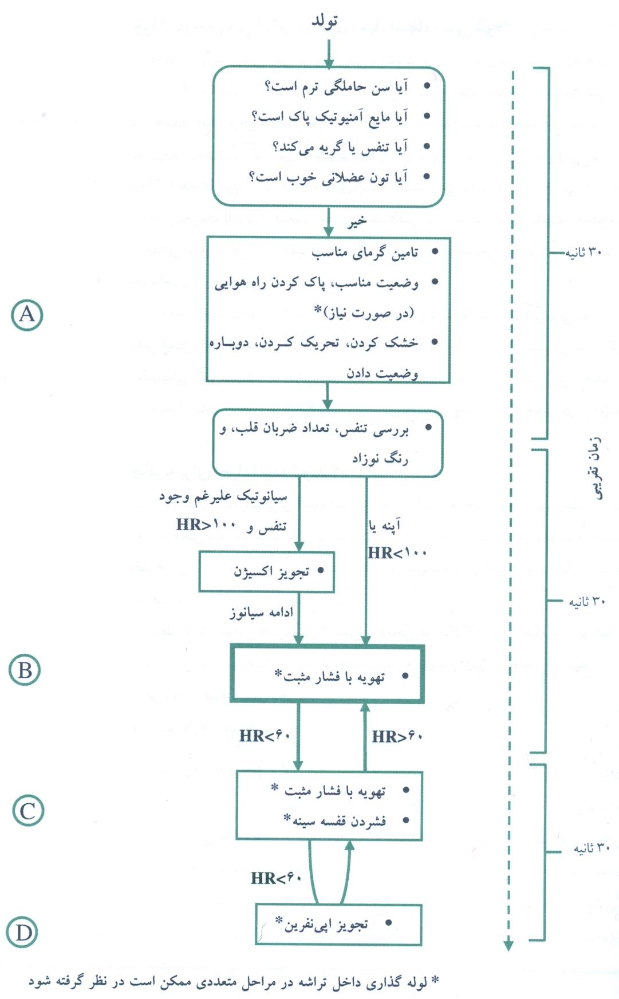 تولد
• آیا سن حاملگی ترم است؟
• آیا مایع آمنیوتیک پاک است؟
• آیا تنفس یا گریه می‌کند؟
• آیا تون عضلانی خوب است؟
خیر
• تامین گرمای مناسب
• وضعیت مناسب، پاک کردن راه هوایی
(در صورت نیاز)*
• خشک کردن، تحریک کردن، دوباره
وضعیت دادن
A
۳۰ ثانیه
• بررسی تنفس، تعداد ضربان قلب، و
رنگ نوزاد
زمان تقریبی
سیانوتیک علیرغم وجود
تنفس و HR>۱۰۰
آپنه یا
HR<۱۰۰
• تجویز اکسیژن
ادامه سیانوز
۳۰ ثانیه
B
• تهویه با فشار مثبت*
HR<۶۰
HR>۶۰
C
• تهویه با فشار مثبت *
• فشردن قفسه سینه*
۳۰ ثانیه
HR<۶۰
D
• تجویز اپی‌نفرین*
* لوله گذاری داخل تراشه در مراحل متعددی ممکن است در نظر گرفته شود